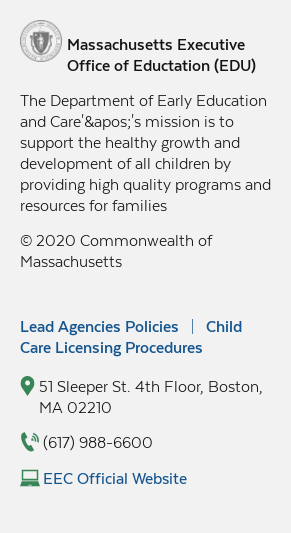 Massachusetts Executive
Office of Eductation (EDU)
The Department of Early Education
and Care'&apos;'s mission is to
support the healthy growth and
development of all children by
providing high quality programs and
resources for families
© 2020 Commonwealth of
Massachusetts
Lead Agencies Policies | Child
Care Licensing Procedures
51 Sleeper St. 4th Floor, Boston,
MA 02210
(617) 988-6600
EEC Official Website